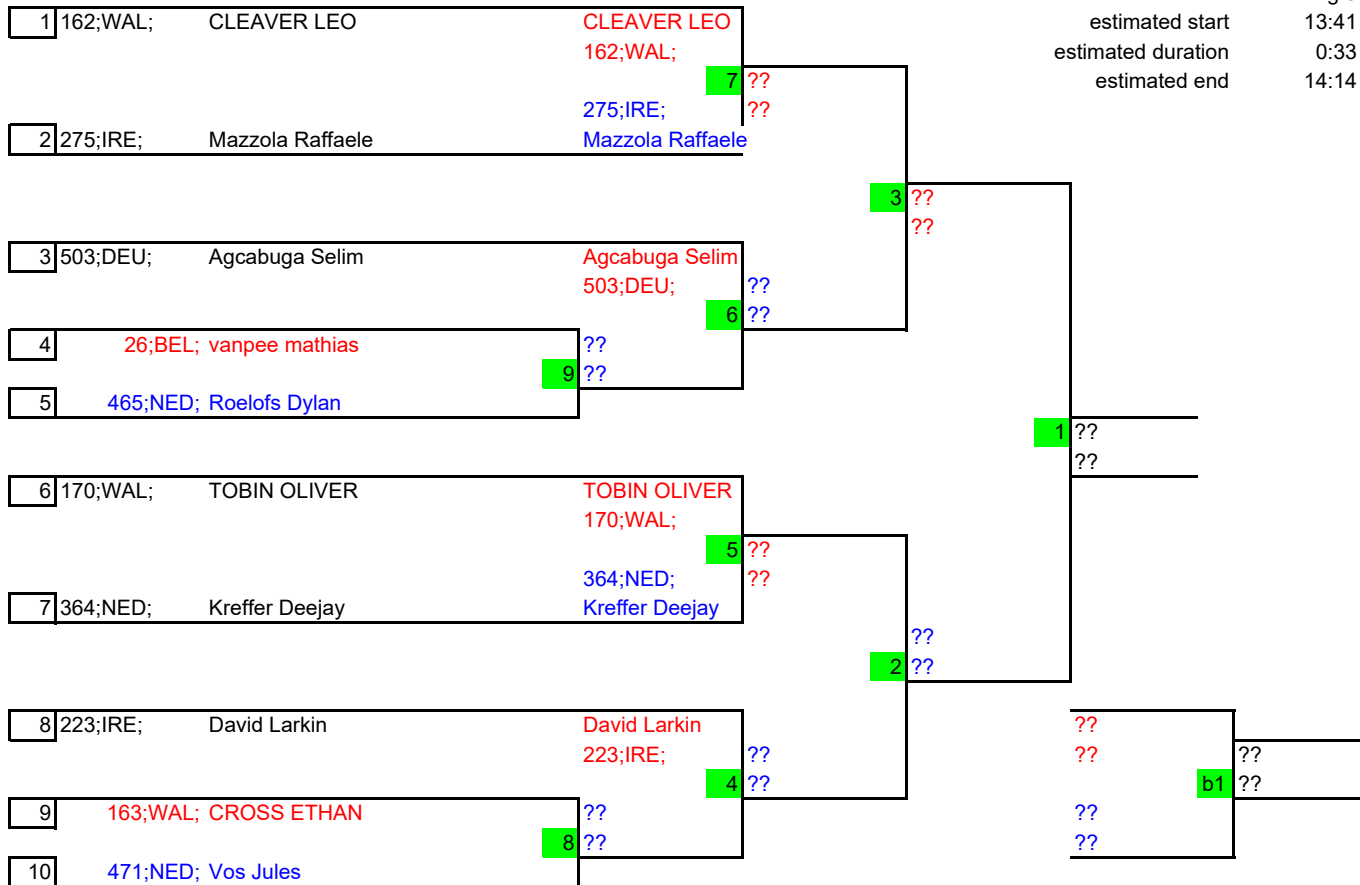 1 162;WAL; CLEAVER LEO CLEAVER LEO estimated start 13:41
162;WAL; estimated duration 0:33
7 ?? estimated end 14:14
275;IRE; ??
2 275;IRE; Mazzola Raffaele Mazzola Raffaele
3 ??
??
3 503;DEU; Agcabuga Selim Agcabuga Selim
503;DEU; ??
6 ??
4 26;BEL; vanpee mathias ??
9 ??
5 465;NED; Roelofs Dylan
1 ??
??
6 170;WAL; TOBIN OLIVER TOBIN OLIVER
170;WAL;
5 ??
364;NED; ??
7 364;NED; Kreffer Deejay Kreffer Deejay
??
2 ??
8 223;IRE; David Larkin David Larkin ??
223;IRE; ?? ?? ??
4 ?? b1 ??
9 163;WAL; CROSS ETHAN ?? ??
8 ?? ??
10 471;NED; Vos Jules